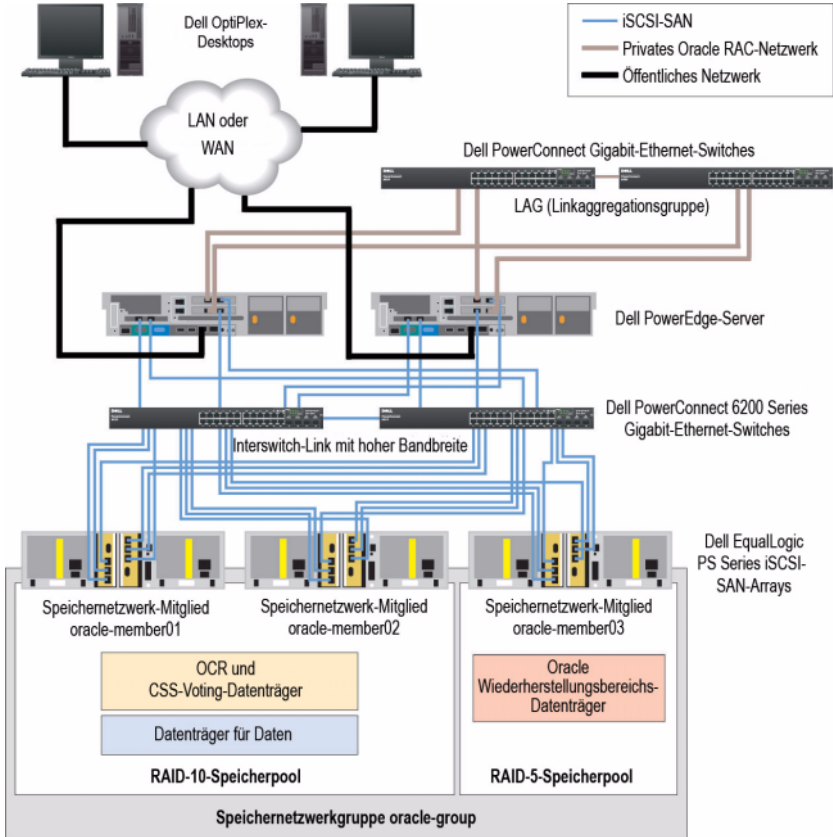 Dell OptiPlex-
Desktops
iSCSI-SAN
Privates Oracle RAC-Netzwerk
Öffentliches Netzwerk
LAN oder
WAN
Dell PowerConnect Gigabit-Ethernet-Switches
LAG (Linkaggregationsgruppe)
Dell PowerEdge-Server
Dell PowerConnect 6200 Series
Gigabit-Ethernet-Switches
Interswitch-Link mit hoher Bandbreite
Dell EqualLogic
PS Series iSCSI-
SAN-Arrays
Speichernetzwerk-Mitglied
oracle-member01
Speichernetzwerk-Mitglied
oracle-member02
Speichernetzwerk-Mitglied
oracle-member03
OCR und
CSS-Voting-Datenträger
Datenträger für Daten
Oracle
Wiederherstellungsbereichs-
Datenträger
RAID-10-Speicherpool
RAID-5-Speicherpool
Speichernetzwerkgruppe oracle-group